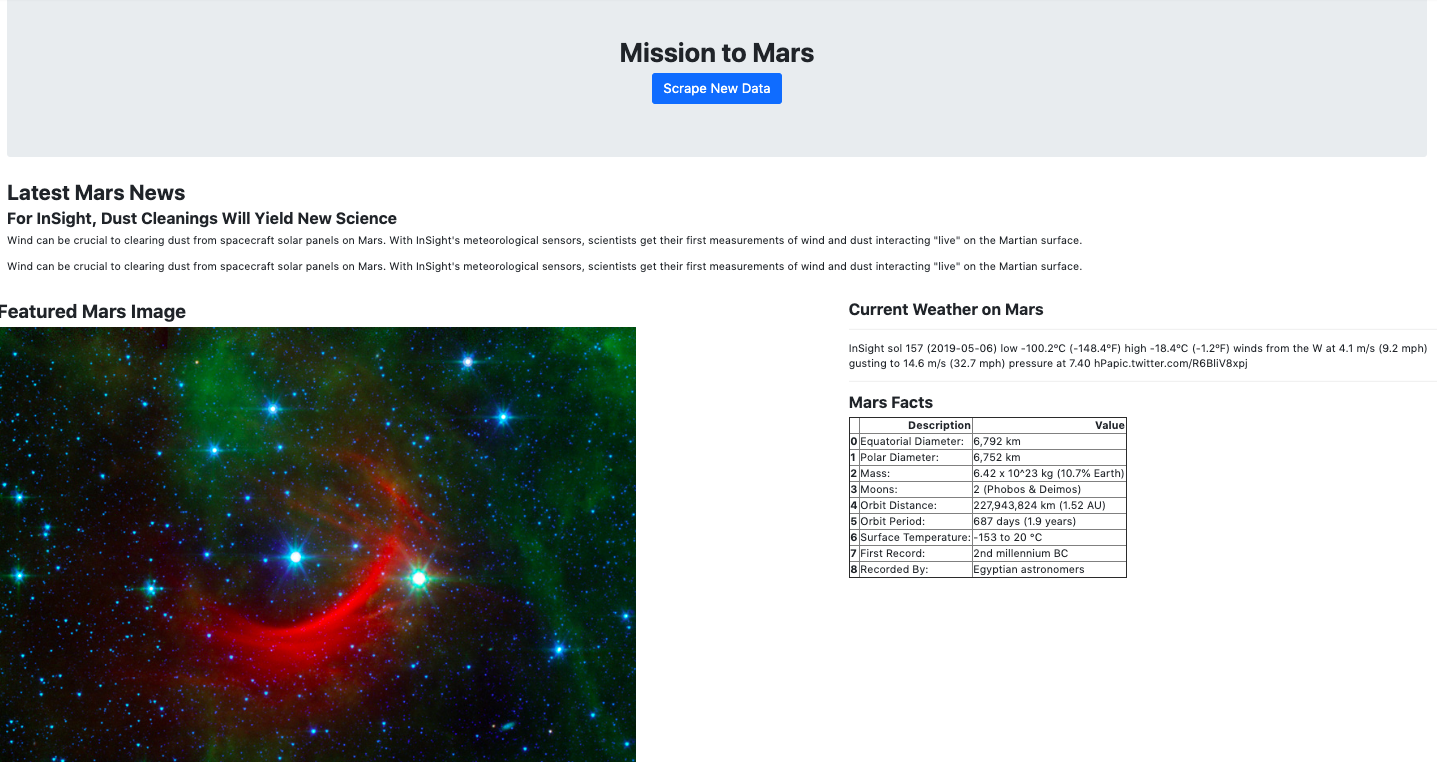 Mission to Mars
Scrape New Data
Latest Mars News
For InSight, Dust Cleanings Will Yield New Science
Wind can be crucial to clearing dust from spacecraft solar panels on Mars. With InSight's meteorological sensors, scientists get their first measurements of wind and dust interacting "live" on the Martian surface.
Wind can be crucial to clearing dust from spacecraft solar panels on Mars. With InSight's meteorological sensors, scientists get their first measurements of wind and dust interacting "live" on the Martian surface.
Featured Mars Image
Current Weather on Mars
InSight sol 157 (2019-05-06) low -100.2ºC (-148.4ºF) high -18.4ºC (-1.2ºF) winds from the W at 4.1 m/s (9.2 mph)
gusting to 14.6 m/s (32.7 mph) pressure at 7.40 hPapic.twitter.com/R6BliV8xpj
Mars Facts
Description Value
0 Equatorial Diameter: 6,792 km
1 Polar Diameter: 6,752 km
2 Mass: 6.42 x 10^23 kg (10.7% Earth)
3 Moons: 2 (Phobos & Deimos)
4 Orbit Distance: 227,943,824 km (1.52 AU)
5 Orbit Period: 687 days (1.9 years)
6 Surface Temperature: -153 to 20 °C
7 First Record: 2nd millennium BC
8 Recorded By: Egyptian astronomers